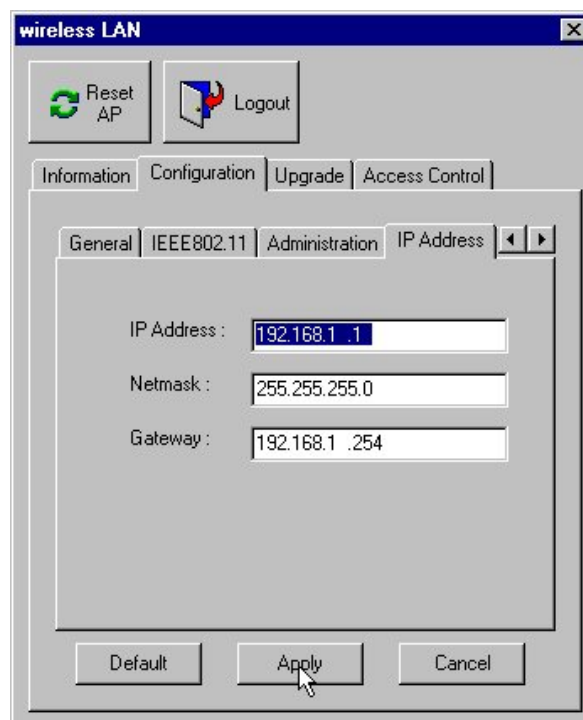 wireless LAN
Reset
AP
Logout
Information Configuration Upgrade Access Control
General IEEE802.11 Administration IP Address
IP Address : 192.168.1 .1
Netmask : 255.255.255.0
Gateway : 192.168.1 .254
Default Apply Cancel